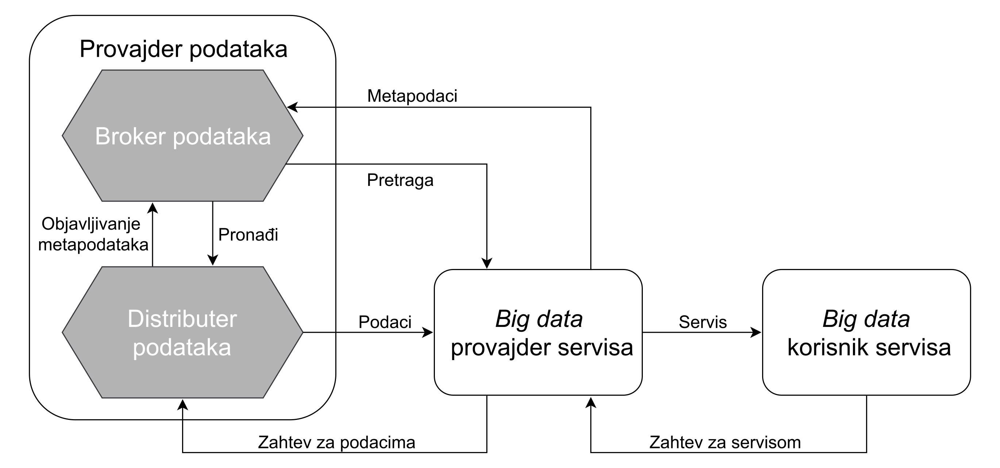 Provajder podataka
Broker podataka
Metapodaci
Pretraga
Objavljivanje
metapodataka
Pronađi
Distributer
podataka
Podaci
Big data
provajder servisa
Servis
Big data
korisnik servisa
Zahtev za podacima
Zahtev za servisom